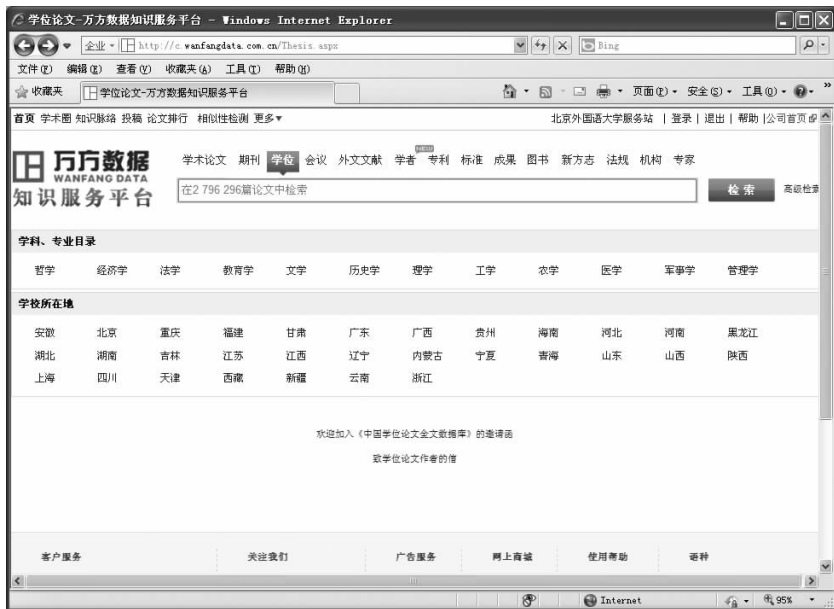 学位论文-万方数据知识服务平台 - Windows Internet Explorer
企业 http://c.wanfangdata.com.cn/Thesis.aspx Bing
文件(F) 编辑(E) 查看(V) 收藏夹(A) 工具(T) 帮助(H)
收藏夹 学位论文-万方数据知识服务平台 页面(P) 安全(S) 工具(O)
首页 学术圈 知识脉络 投稿 论文排行 相似性检测 更多 北京外国语大学服务站 | 登录 | 退出 | 帮助 |公司首页
万方数据
WANFANG DATA
知识服务平台
学术论文 期刊 学位 会议 外文文献 学者 专利 标准 成果 图书 新方志 法规 机构 专家
NEW
在2 796 296篇论文中检索 检索 高级检索
学科、专业目录
哲学 经济学 法学 教育学 文学 历史学 理学 工学 农学 医学 军事学 管理学
学校所在地
安徽 北京 重庆 福建 甘肃 广东 广西 贵州 海南 河北 河南 黑龙江
湖北 湖南 吉林 江苏 江西 辽宁 内蒙古 宁夏 青海 山东 山西 陕西
上海 四川 天津 西藏 新疆 云南 浙江
欢迎加入《中国学位论文全文数据库》的邀请函
致学位论文作者的信
客户服务 关注我们 广告服务 网上商城 使用帮助 语种
Internet 95%